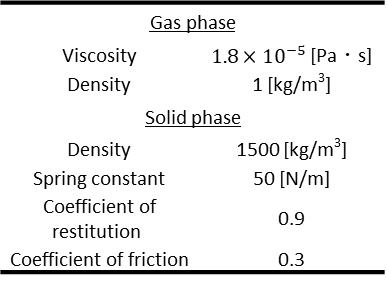 Gas phase
Viscosity 1.8 × 10⁻⁵ [Pa・s]
Density 1 [kg/m³]
Solid phase
Density 1500 [kg/m³]
Spring constant 50 [N/m]
Coefficient of
restitution 0.9
Coefficient of friction 0.3